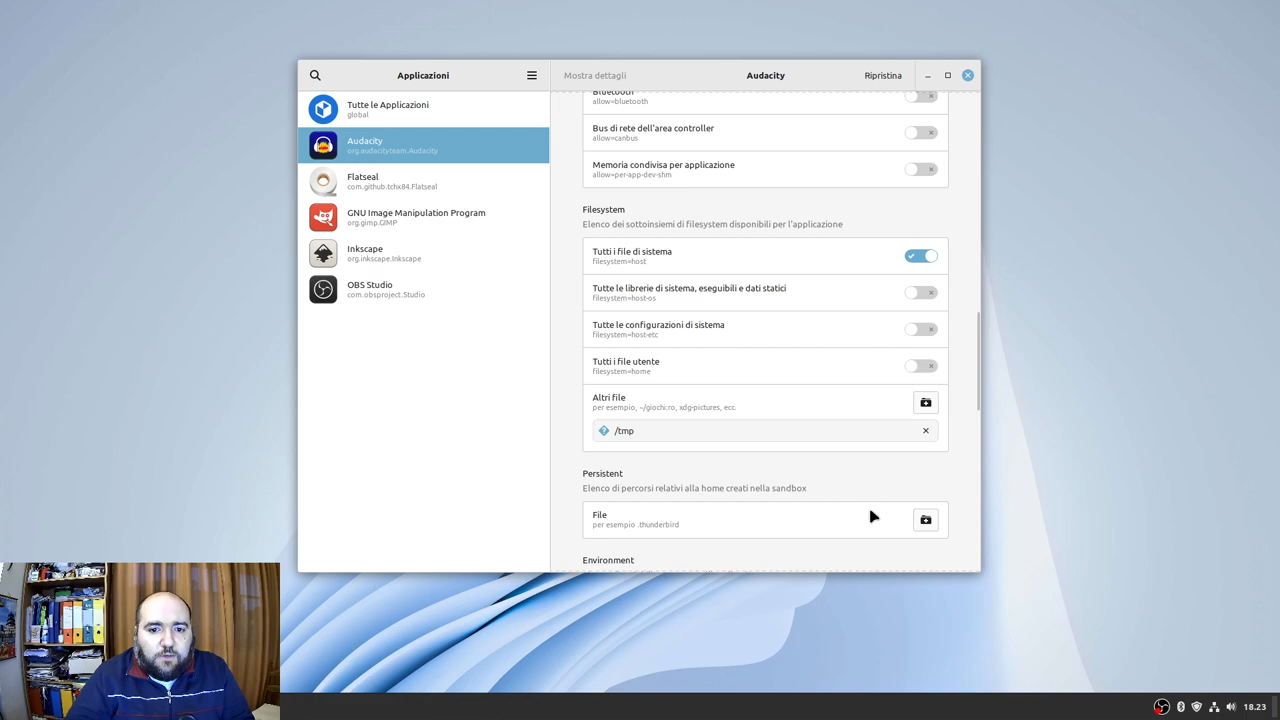 Applicazioni
Mostra dettagli
Audacity
Ripristina
Tutte le Applicazioni
global
Audacity
org.audacityteam.Audacity
Flatseal
com.github.tchx84.Flatseal
GNU Image Manipulation Program
org.gimp.GIMP
Inkscape
org.inkscape.Inkscape
OBS Studio
com.obsproject.Studio
Bluetooth
allow=bluetooth
Bus di rete dell'area controller
allow=canbus
Memoria condivisa per applicazione
allow=per-app-dev-shm
Filesystem
Elenco dei sottoinsiemi di filesystem disponibili per l'applicazione
Tutti i file di sistema
filesystem=host
Tutte le librerie di sistema, eseguibili e dati statici
filesystem=host-os
Tutte le configurazioni di sistema
filesystem=host-etc
Tutti i file utente
filesystem=home
Altri file
per esempio, ~/giochi:ro, xdg-pictures, ecc.
/tmp
Persistent
Elenco di percorsi relativi alla home creati nella sandbox
File
per esempio .thunderbird
Environment
18.23